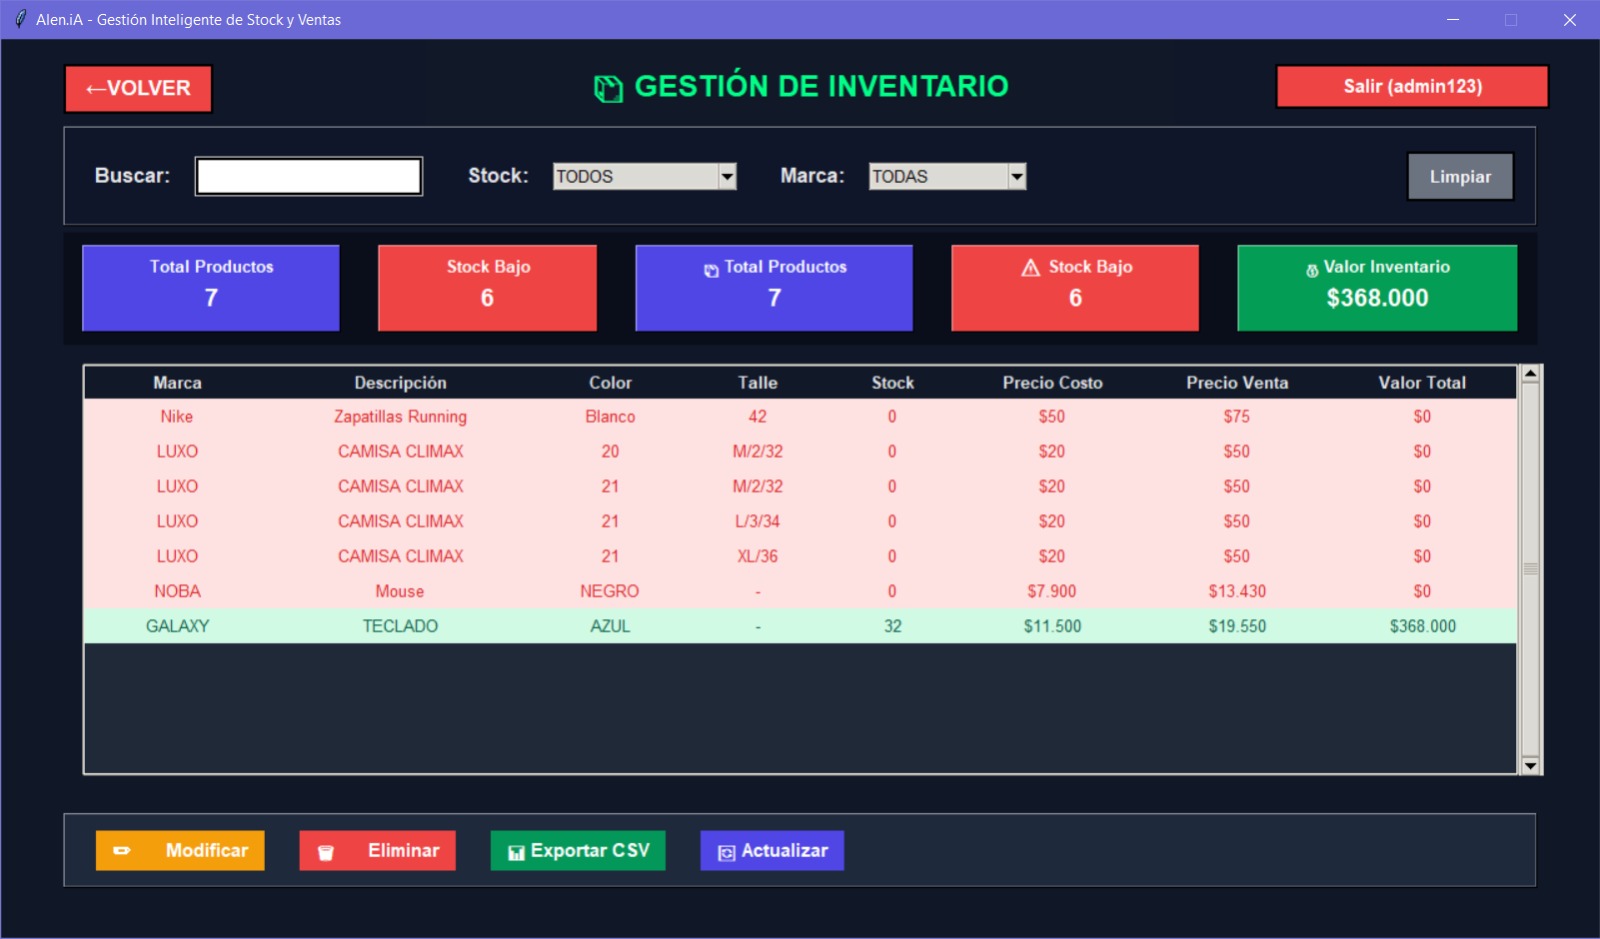 Alen.iA - Gestión Inteligente de Stock y Ventas
←VOLVER
GESTIÓN DE INVENTARIO
Salir (admin123)
Buscar: Stock: TODOS Marca: TODAS Limpiar
Total Productos Stock Bajo Total Productos Stock Bajo Valor Inventario
7 6 7 6 $368.000
Marca Descripción Color Talle Stock Precio Costo Precio Venta Valor Total
Nike Zapatillas Running Blanco 42 0 $50 $75 $0
LUXO CAMISA CLIMAX 20 M/2/32 0 $20 $50 $0
LUXO CAMISA CLIMAX 21 M/2/32 0 $20 $50 $0
LUXO CAMISA CLIMAX 21 L/3/34 0 $20 $50 $0
LUXO CAMISA CLIMAX 21 XL/36 0 $20 $50 $0
NOBA Mouse NEGRO - 0 $7.900 $13.430 $0
GALAXY TECLADO AZUL - 32 $11.500 $19.550 $368.000
Modificar Eliminar Exportar CSV Actualizar